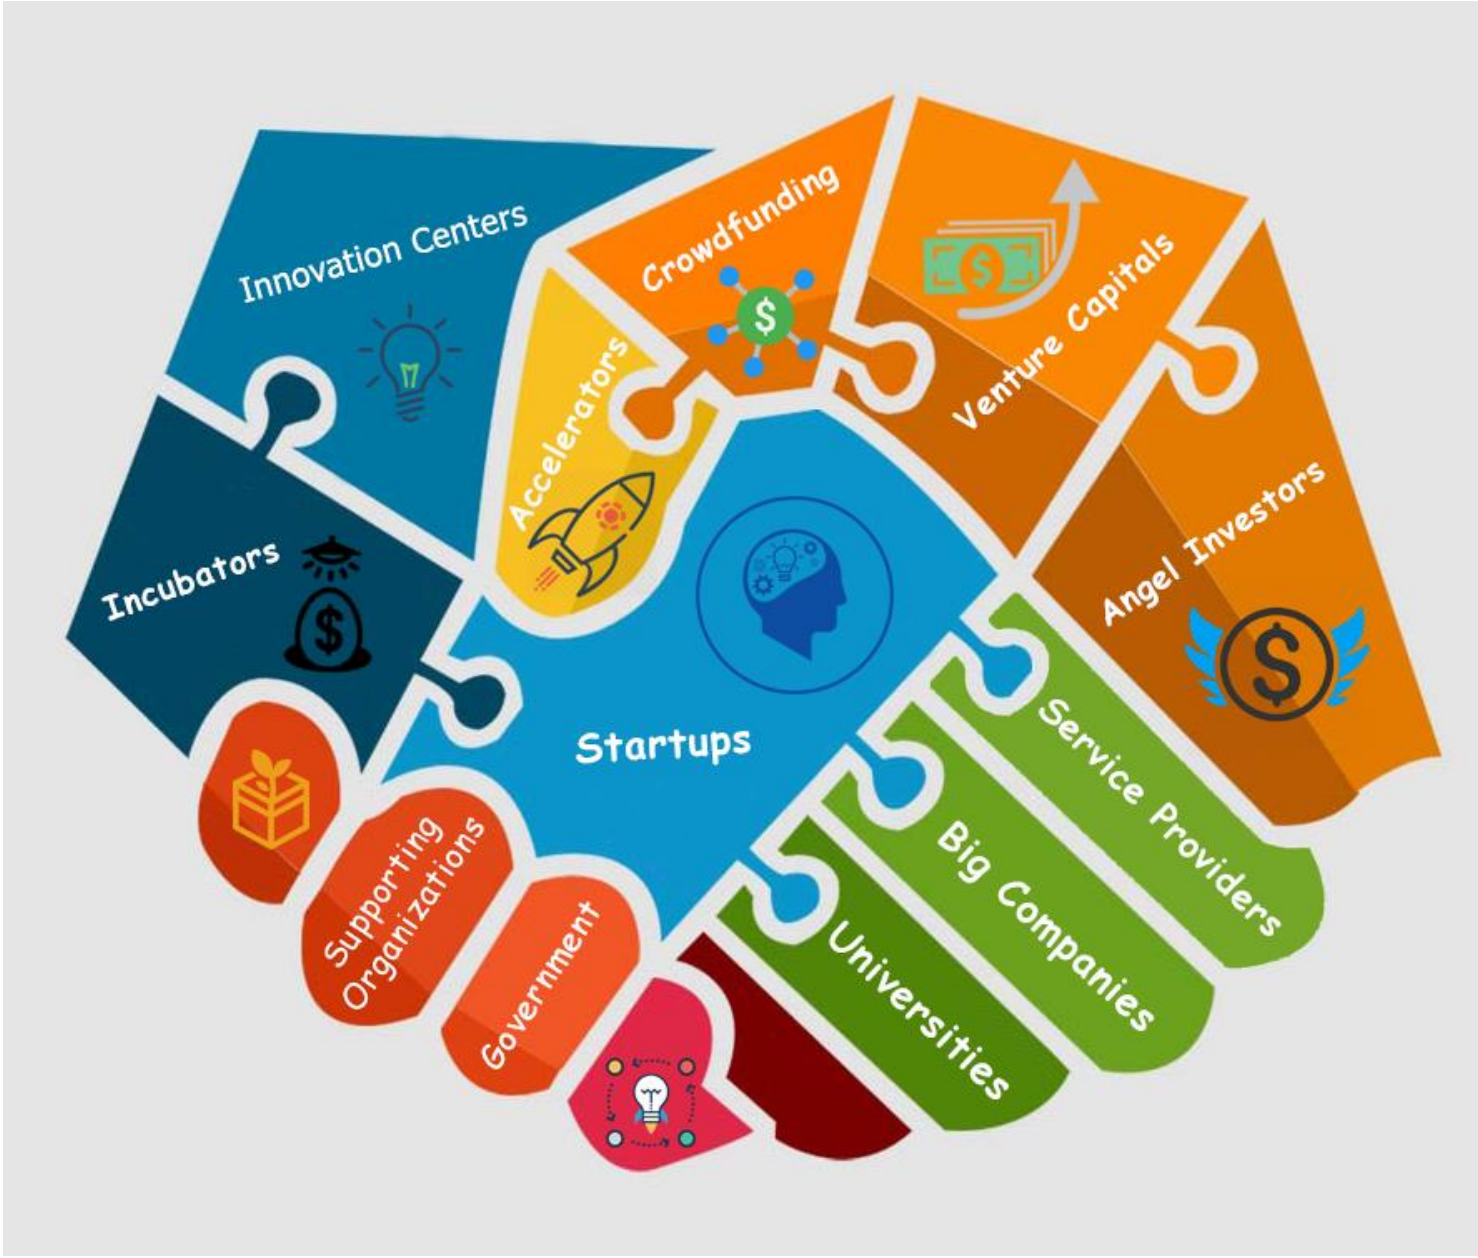 Innovation Centers
Crowdfunding
Venture Capitals
Accelerators
Angel Investors
Incubators
Startups
Service Providers
Big Companies
Universities
Supporting
Organizations
Government
$
$
$
$